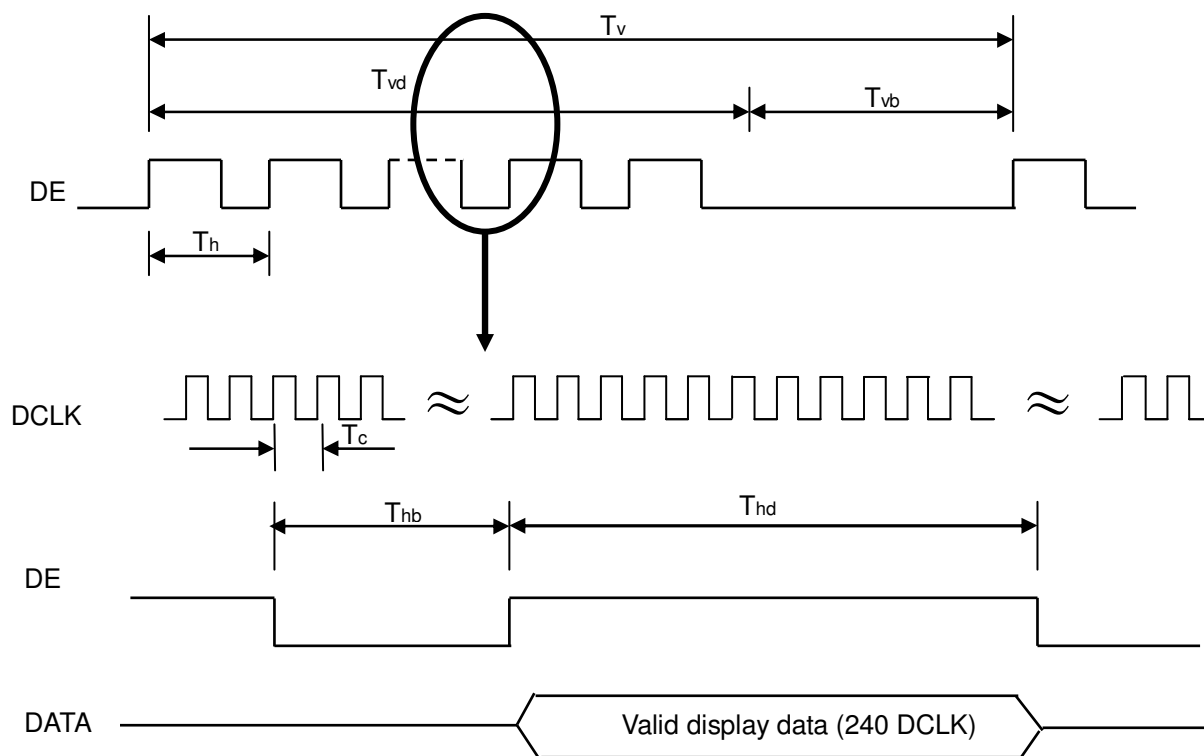 Tv
Tvd
Tvb
DE
Th
DCLK
Tc
Thb
Thd
DE
DATA
Valid display data (240 DCLK)